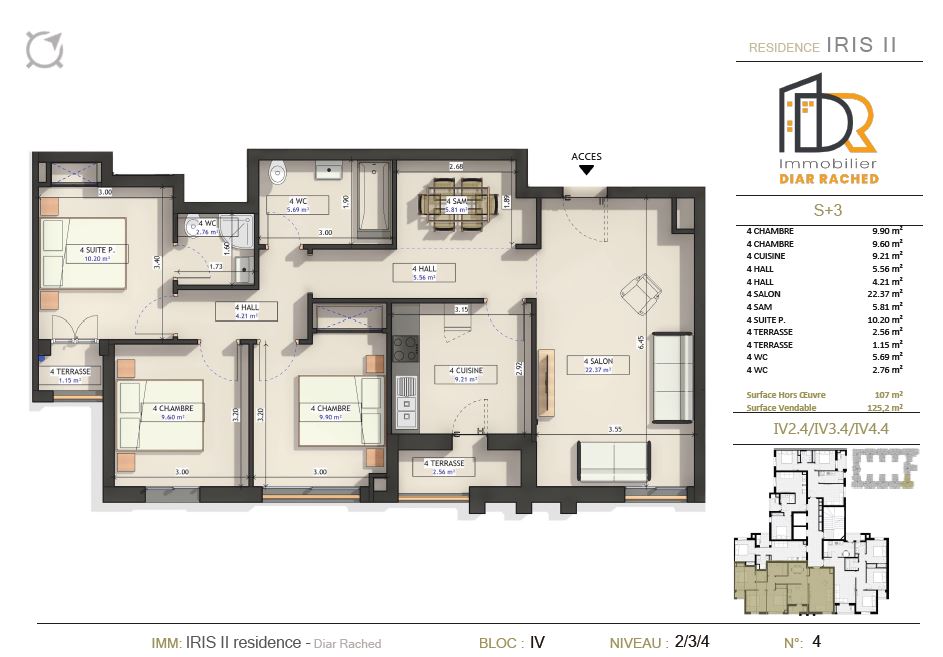 RESIDENCE IRIS II
Immobilier
DIAR RACHED
S+3
4 CHAMBRE 9.90 m²
4 CHAMBRE 9.60 m²
4 CUISINE 9.21 m²
4 HALL 5.56 m²
4 HALL 4.21 m²
4 SALON 22.37 m²
4 SAM 5.81 m²
4 SUITE P. 10.20 m²
4 TERRASSE 2.56 m²
4 TERRASSE 1.15 m²
4 WC 5.69 m²
4 WC 2.76 m²
Surface Hors Œuvre 107 m²
Surface Vendable 125,2 m²
IV2.4/IV3.4/IV4.4
ACCES
2.68
4 SAM
5.81 m²
1.89
4 WC
5.69 m²
1.90
3.00
3.00
4 WC
2.76 m²
1.60
1.73
4 SUITE P.
10.20 m²
3.40
4 HALL
5.56 m²
4 HALL
4.21 m²
3.15
4 CUISINE
9.21 m²
2.92
4 SALON
22.37 m²
6.45
3.55
4 TERRASSE
1.15 m²
4 CHAMBRE
9.60 m²
3.20
3.00
4 CHAMBRE
9.90 m²
3.20
3.00
4 TERRASSE
2.56 m²
IMM: IRIS II residence - Diar Rached BLOC : IV NIVEAU : 2/3/4 N°: 4